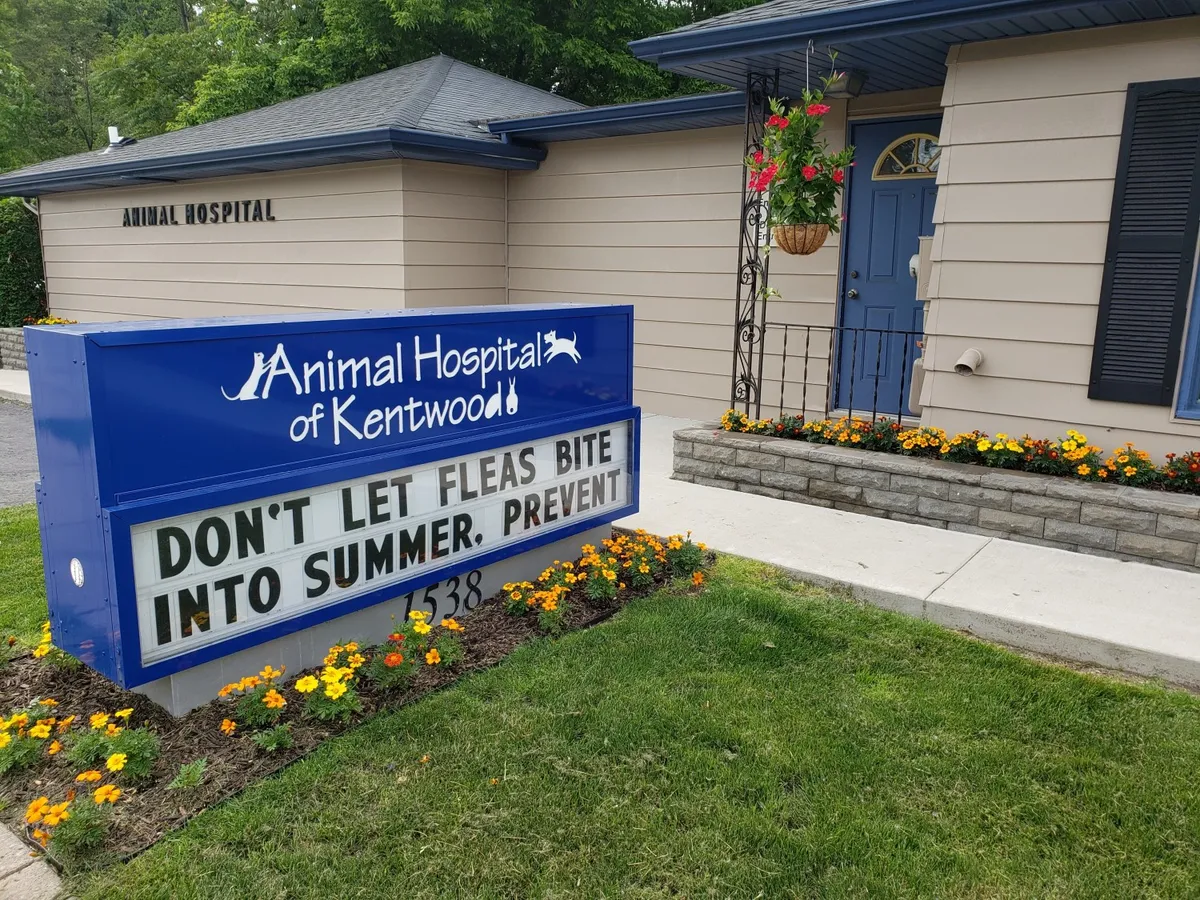 ANIMAL HOSPITAL
Animal Hospital
of Kentwood
DON'T LET FLEAS BITE
INTO SUMMER. PREVENT
1538